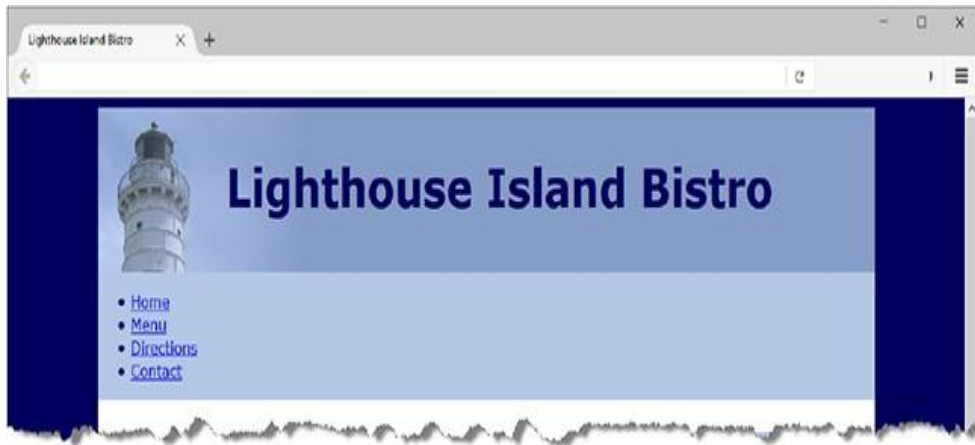 Lighthouse Island Bistro
Lighthouse Island Bistro
• Home
• Menu
• Directions
• Contact